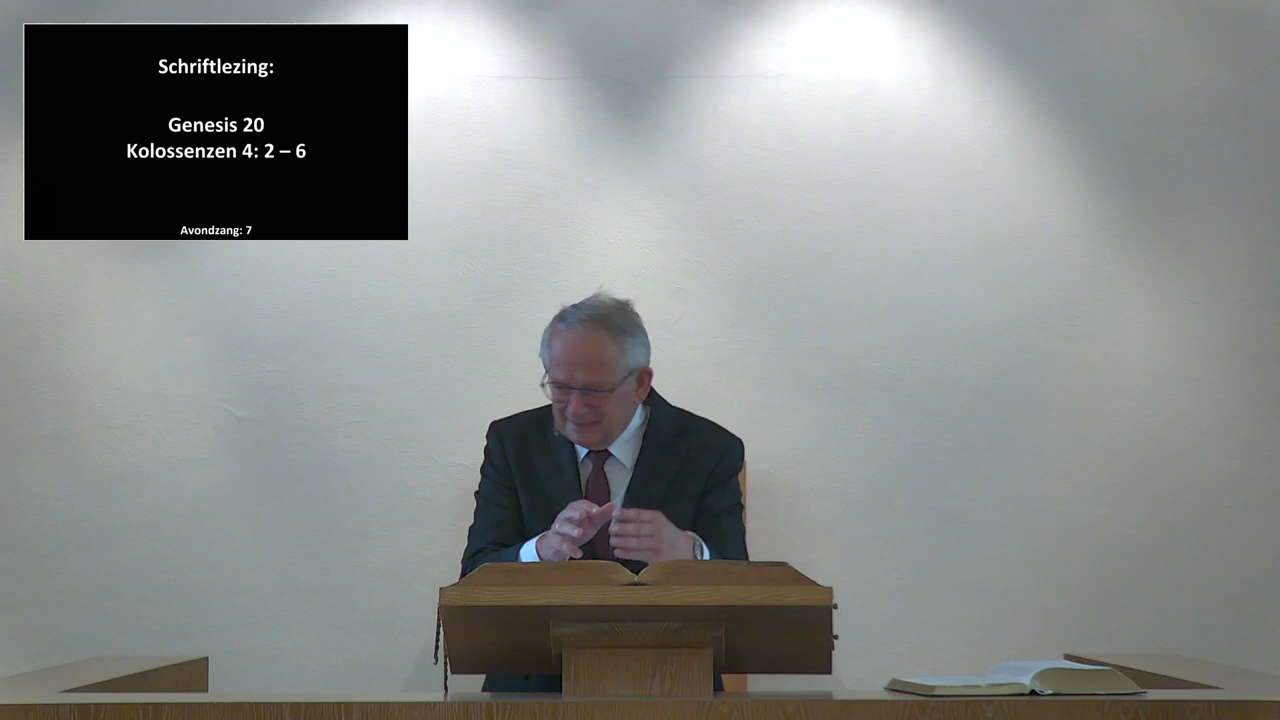 Schriftlezing:
Genesis 20
Kolossenzen 4: 2 – 6
Avondzang: 7